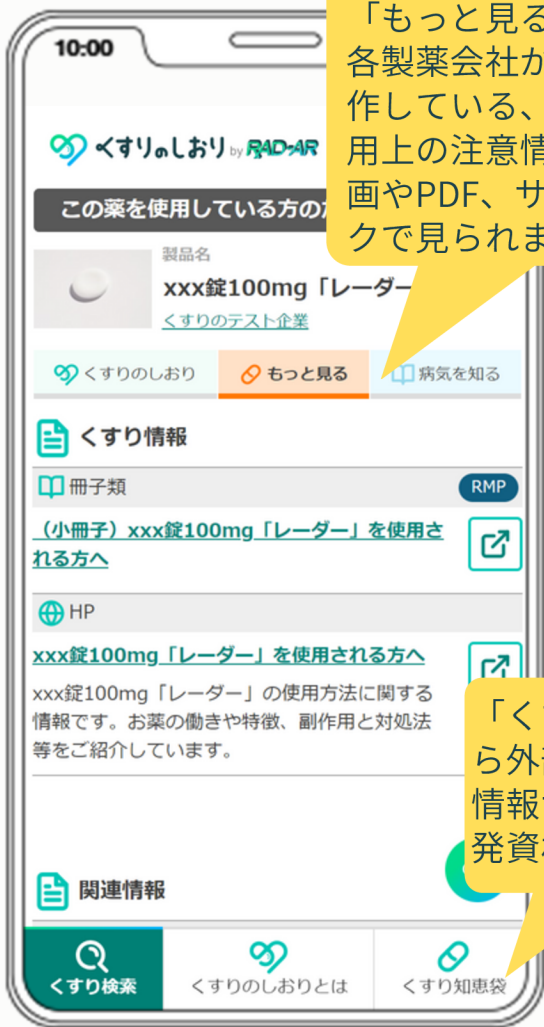 10:00
「もっと見る
各製薬会社か
作している、
用上の注意情
画やPDF、サ
クで見られま
くすりのしおり by RAD-AR
この薬を使用している方の
製品名
xxx錠100mg「レーダー
くすりのテスト企業
くすりのしおり
もっと見る
病気を知る
くすり情報
冊子類
RMP
(小冊子)xxx錠100mg「レーダー」を使用さ
れる方へ
HP
xxx錠100mg「レーダー」を使用される方へ
xxx錠100mg「レーダー」の使用方法に関する
情報です。お薬の働きや特徴、副作用と対処法
等をご紹介しています。
「く
ら外
情報
発資
関連情報
くすり検索
くすりのしおりとは
くすり知恵袋